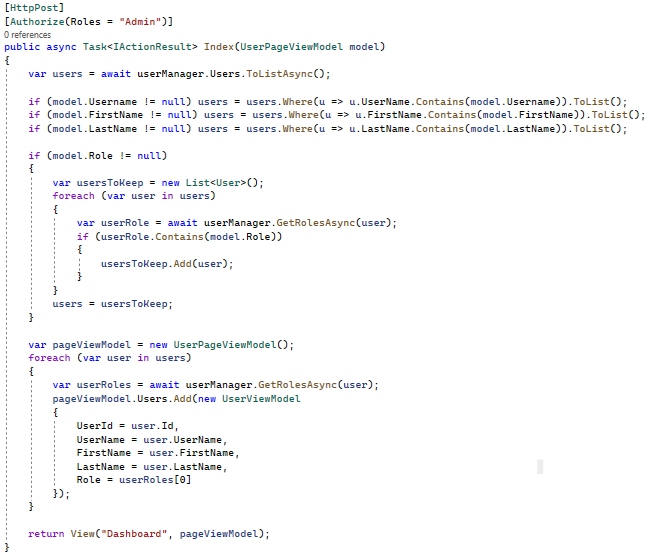 [HttpPost]
[Authorize(Roles = "Admin")]
0 references
public async Task<IActionResult> Index(UserPageViewModel model)
{
    var users = await userManager.Users.ToListAsync();

    if (model.Username != null) users = users.Where(u => u.UserName.Contains(model.Username)).ToList();
    if (model.FirstName != null) users = users.Where(u => u.FirstName.Contains(model.FirstName)).ToList();
    if (model.LastName != null) users = users.Where(u => u.LastName.Contains(model.LastName)).ToList();

    if (model.Role != null)
    {
        var usersToKeep = new List<User>();
        foreach (var user in users)
        {
            var userRole = await userManager.GetRolesAsync(user);
            if (userRole.Contains(model.Role))
            {
                usersToKeep.Add(user);
            }
        }
        users = usersToKeep;
    }

    var pageViewModel = new UserPageViewModel();
    foreach (var user in users)
    {
        var userRoles = await userManager.GetRolesAsync(user);
        pageViewModel.Users.Add(new UserViewModel
        {
            UserId = user.Id,
            UserName = user.UserName,
            FirstName = user.FirstName,
            LastName = user.LastName,
            Role = userRoles[0]
        });
    }

    return View("Dashboard", pageViewModel);
}